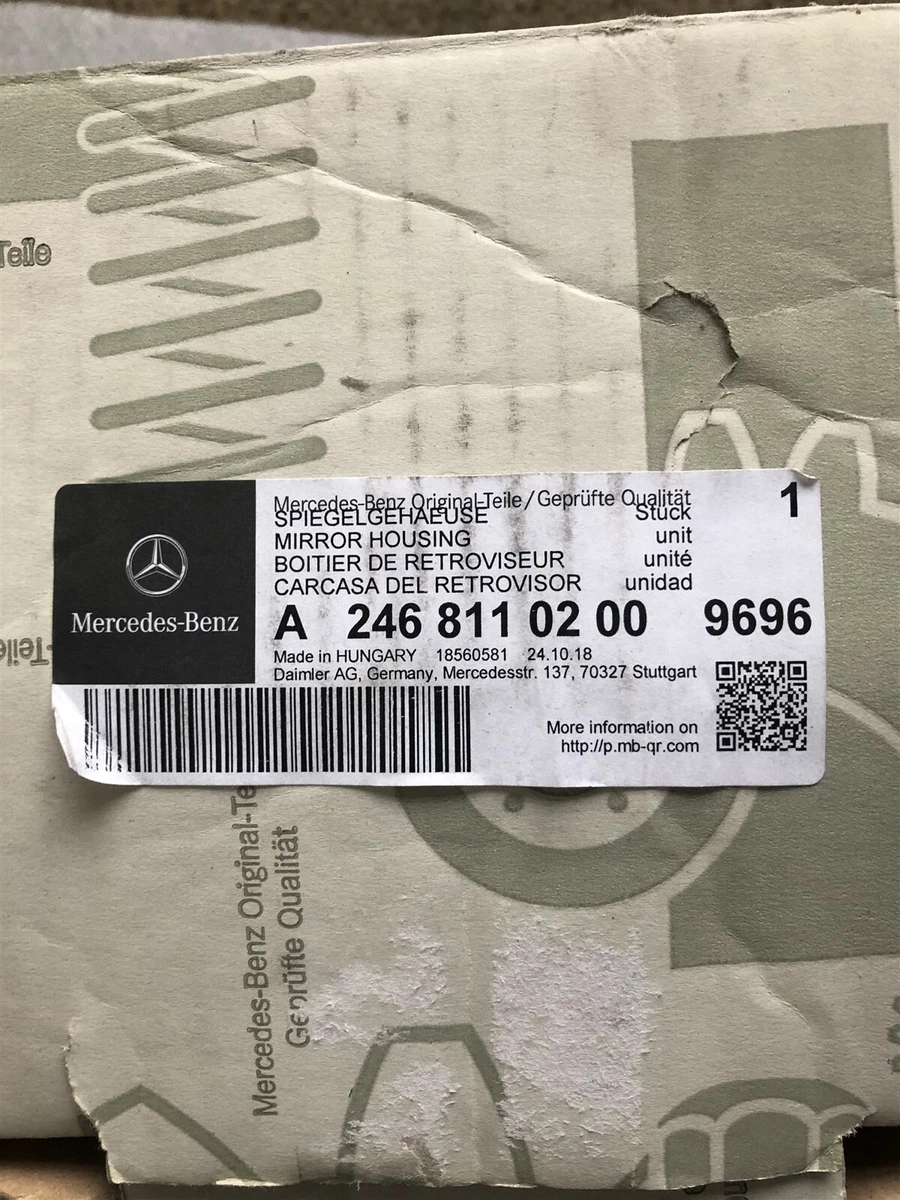 Teile
Mercedes-Benz Original-Teile/Geprüfte Qualität
1
SPIEGELGEHAEUSE Stück
MIRROR HOUSING unit
BOITIER DE RETROVISEUR unité
CARCASA DEL RETROVISOR unidad
Mercedes-Benz
A 246 811 02 00 9696
Made in HUNGARY 18560581 24.10.18
Daimler AG, Germany, Mercedesstr. 137, 70327 Stuttgart
-Teile
More information on
http://p.mb-qr.com
Mercedes-Benz Original-Te
Geprüfte Qualität